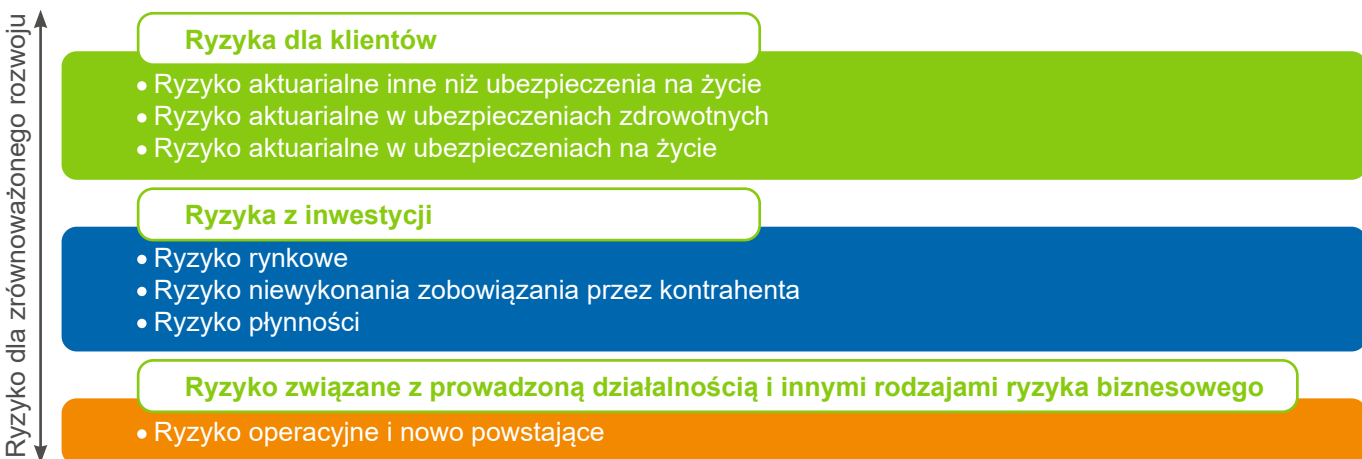 Ryzyko dla zrównoważonego rozwoju
Ryzyka dla klientów
• Ryzyko aktuarialne inne niż ubezpieczenia na życie
• Ryzyko aktuarialne w ubezpieczeniach zdrowotnych
• Ryzyko aktuarialne w ubezpieczeniach na życie
Ryzyka z inwestycji
• Ryzyko rynkowe
• Ryzyko niewykonania zobowiązania przez kontrahenta
• Ryzyko płynności
Ryzyko związane z prowadzoną działalnością i innymi rodzajami ryzyka biznesowego
• Ryzyko operacyjne i nowo powstające